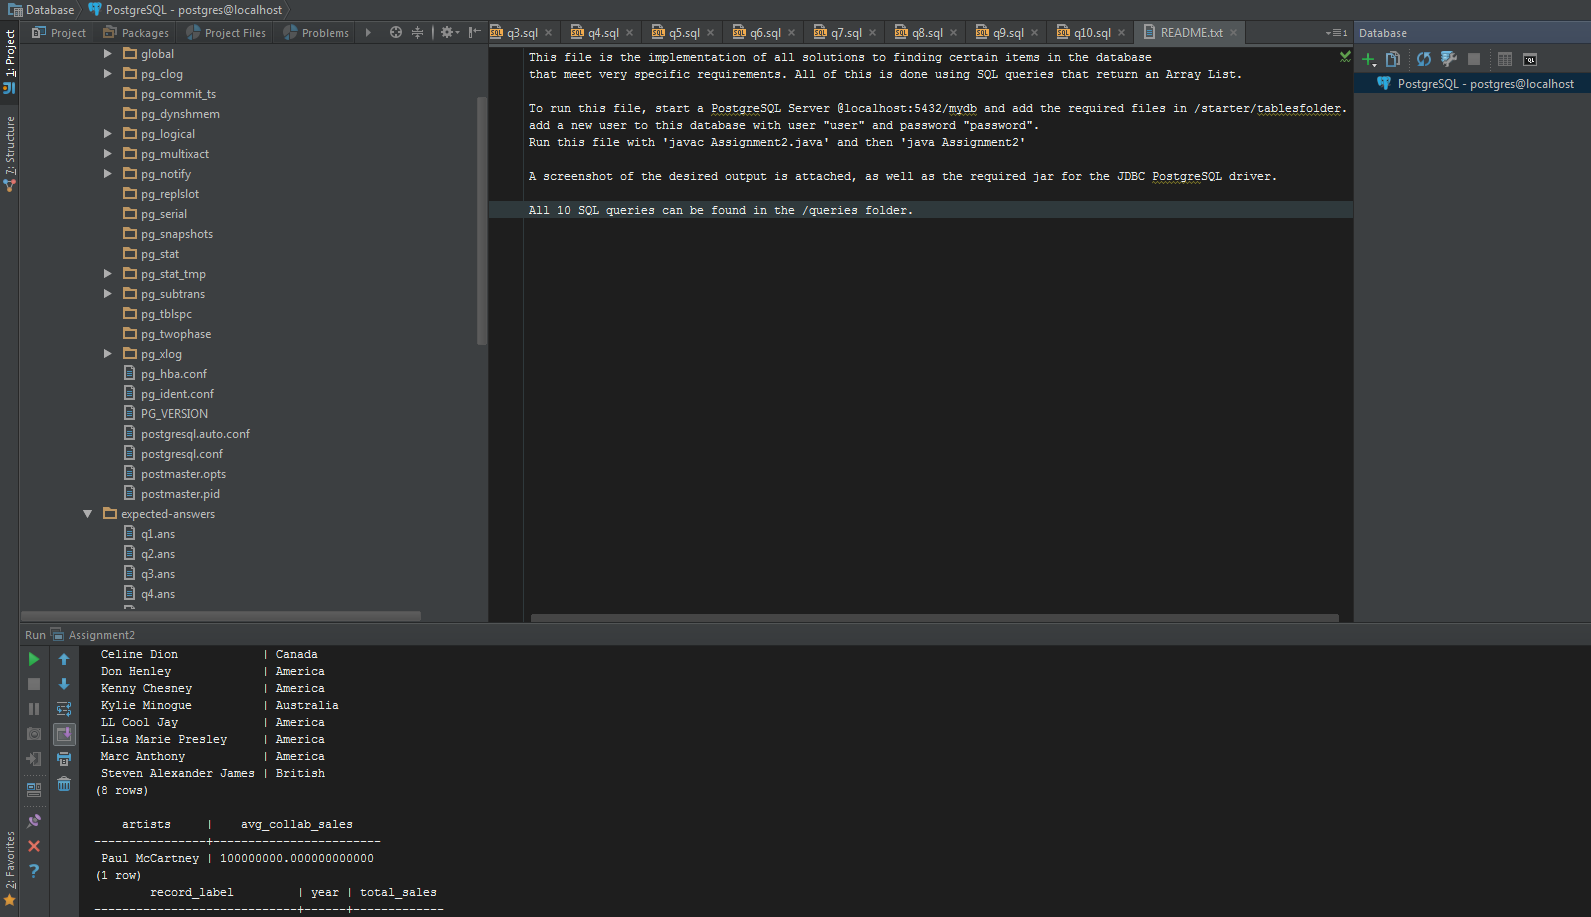 Database PostgreSQL - postgres@localhost
Project Packages Project Files Problems
q3.sql q4.sql q5.sql q6.sql q7.sql q8.sql q9.sql q10.sql README.txt
Database
1: Project
7: Structure
2: Favorites
global
pg_clog
pg_commit_ts
pg_dynshmem
pg_logical
pg_multixact
pg_notify
pg_replslot
pg_serial
pg_snapshots
pg_stat
pg_stat_tmp
pg_subtrans
pg_tblspc
pg_twophase
pg_xlog
pg_hba.conf
pg_ident.conf
PG_VERSION
postgresql.auto.conf
postgresql.conf
postmaster.opts
postmaster.pid
expected-answers
q1.ans
q2.ans
q3.ans
q4.ans
This file is the implementation of all solutions to finding certain items in the database
that meet very specific requirements. All of this is done using SQL queries that return an Array List.
To run this file, start a PostgreSQL Server @localhost:5432/mydb and add the required files in /starter/tablesfolder.
add a new user to this database with user "user" and password "password".
Run this file with 'javac Assignment2.java' and then 'java Assignment2'
A screenshot of the desired output is attached, as well as the required jar for the JDBC PostgreSQL driver.
All 10 SQL queries can be found in the /queries folder.
PostgreSQL - postgres@localhost
Run Assignment2
Celine Dion | Canada
Don Henley | America
Kenny Chesney | America
Kylie Minogue | Australia
LL Cool Jay | America
Lisa Marie Presley | America
Marc Anthony | America
Steven Alexander James | British
(8 rows)
artists | avg_collab_sales
----------------+------------------------
Paul McCartney | 100000000.000000000000
(1 row)
record_label | year | total_sales
-----------------------------+------+-------------